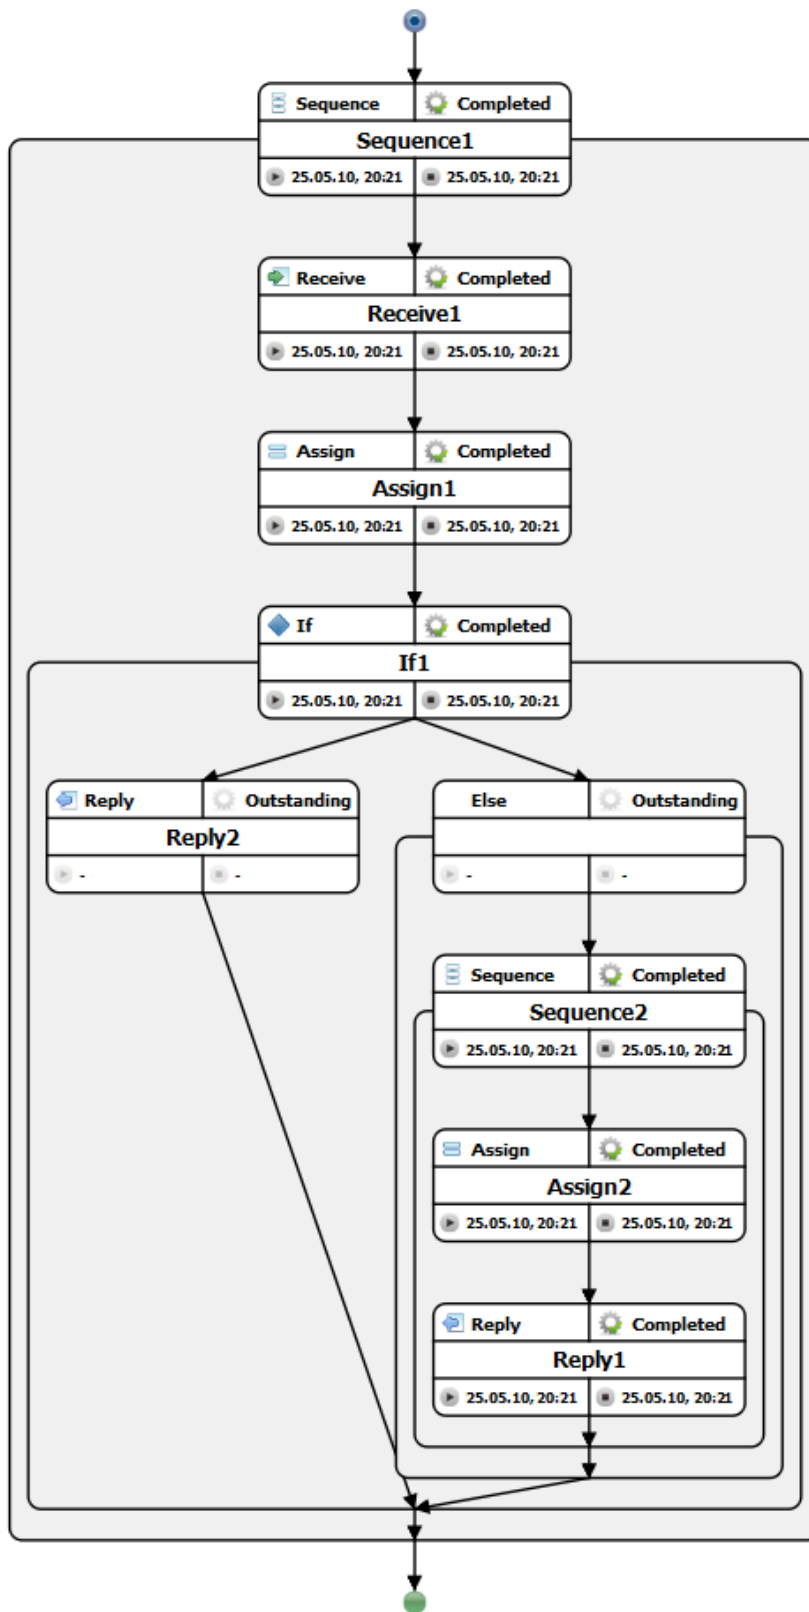 Sequence Completed
Sequence1
25.05.10, 20:21 25.05.10, 20:21
Receive Completed
Receive1
25.05.10, 20:21 25.05.10, 20:21
Assign Completed
Assign1
25.05.10, 20:21 25.05.10, 20:21
If Completed
If1
25.05.10, 20:21 25.05.10, 20:21
Reply Outstanding
Reply2
- -
Else Outstanding
- -
Sequence Completed
Sequence2
25.05.10, 20:21 25.05.10, 20:21
Assign Completed
Assign2
25.05.10, 20:21 25.05.10, 20:21
Reply Completed
Reply1
25.05.10, 20:21 25.05.10, 20:21